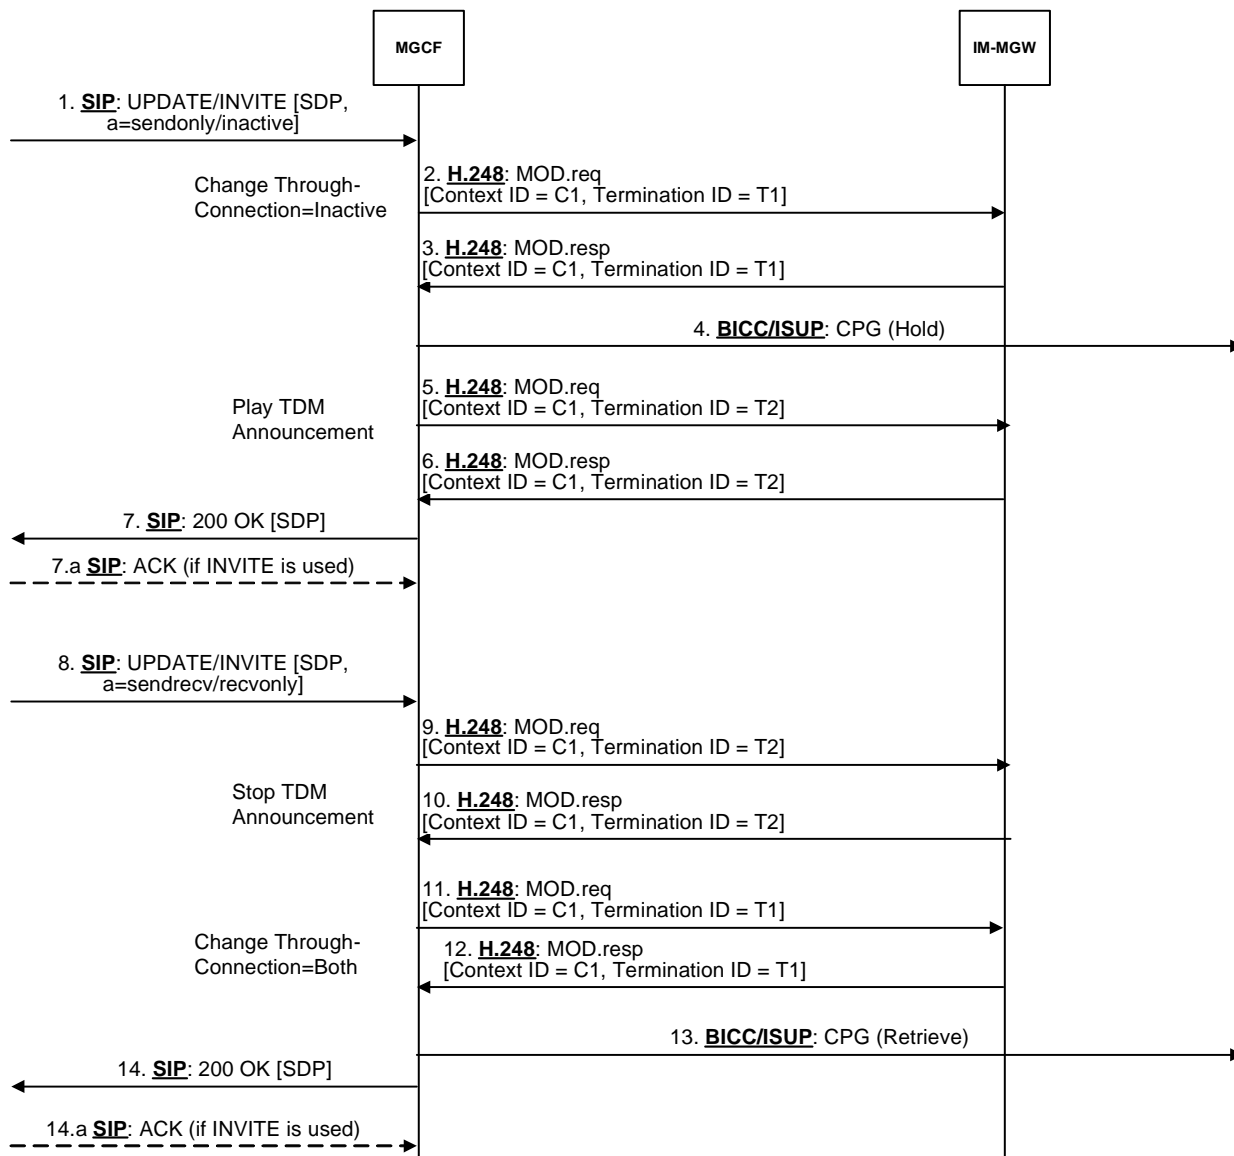 MGCF
IM-MGW
1. SIP: UPDATE/INVITE [SDP,
a=sendonly/inactive]
Change Through-
Connection=Inactive
2. H.248: MOD.req
[Context ID = C1, Termination ID = T1]
3. H.248: MOD.resp
[Context ID = C1, Termination ID = T1]
4. BICC/ISUP: CPG (Hold)
Play TDM
Announcement
5. H.248: MOD.req
[Context ID = C1, Termination ID = T2]
6. H.248: MOD.resp
[Context ID = C1, Termination ID = T2]
7. SIP: 200 OK [SDP]
7.a SIP: ACK (if INVITE is used)
8. SIP: UPDATE/INVITE [SDP,
a=sendrecv/recvonly]
9. H.248: MOD.req
[Context ID = C1, Termination ID = T2]
Stop TDM
Announcement
10. H.248: MOD.resp
[Context ID = C1, Termination ID = T2]
11. H.248: MOD.req
[Context ID = C1, Termination ID = T1]
Change Through-
Connection=Both
12. H.248: MOD.resp
[Context ID = C1, Termination ID = T1]
13. BICC/ISUP: CPG (Retrieve)
14. SIP: 200 OK [SDP]
14.a SIP: ACK (if INVITE is used)